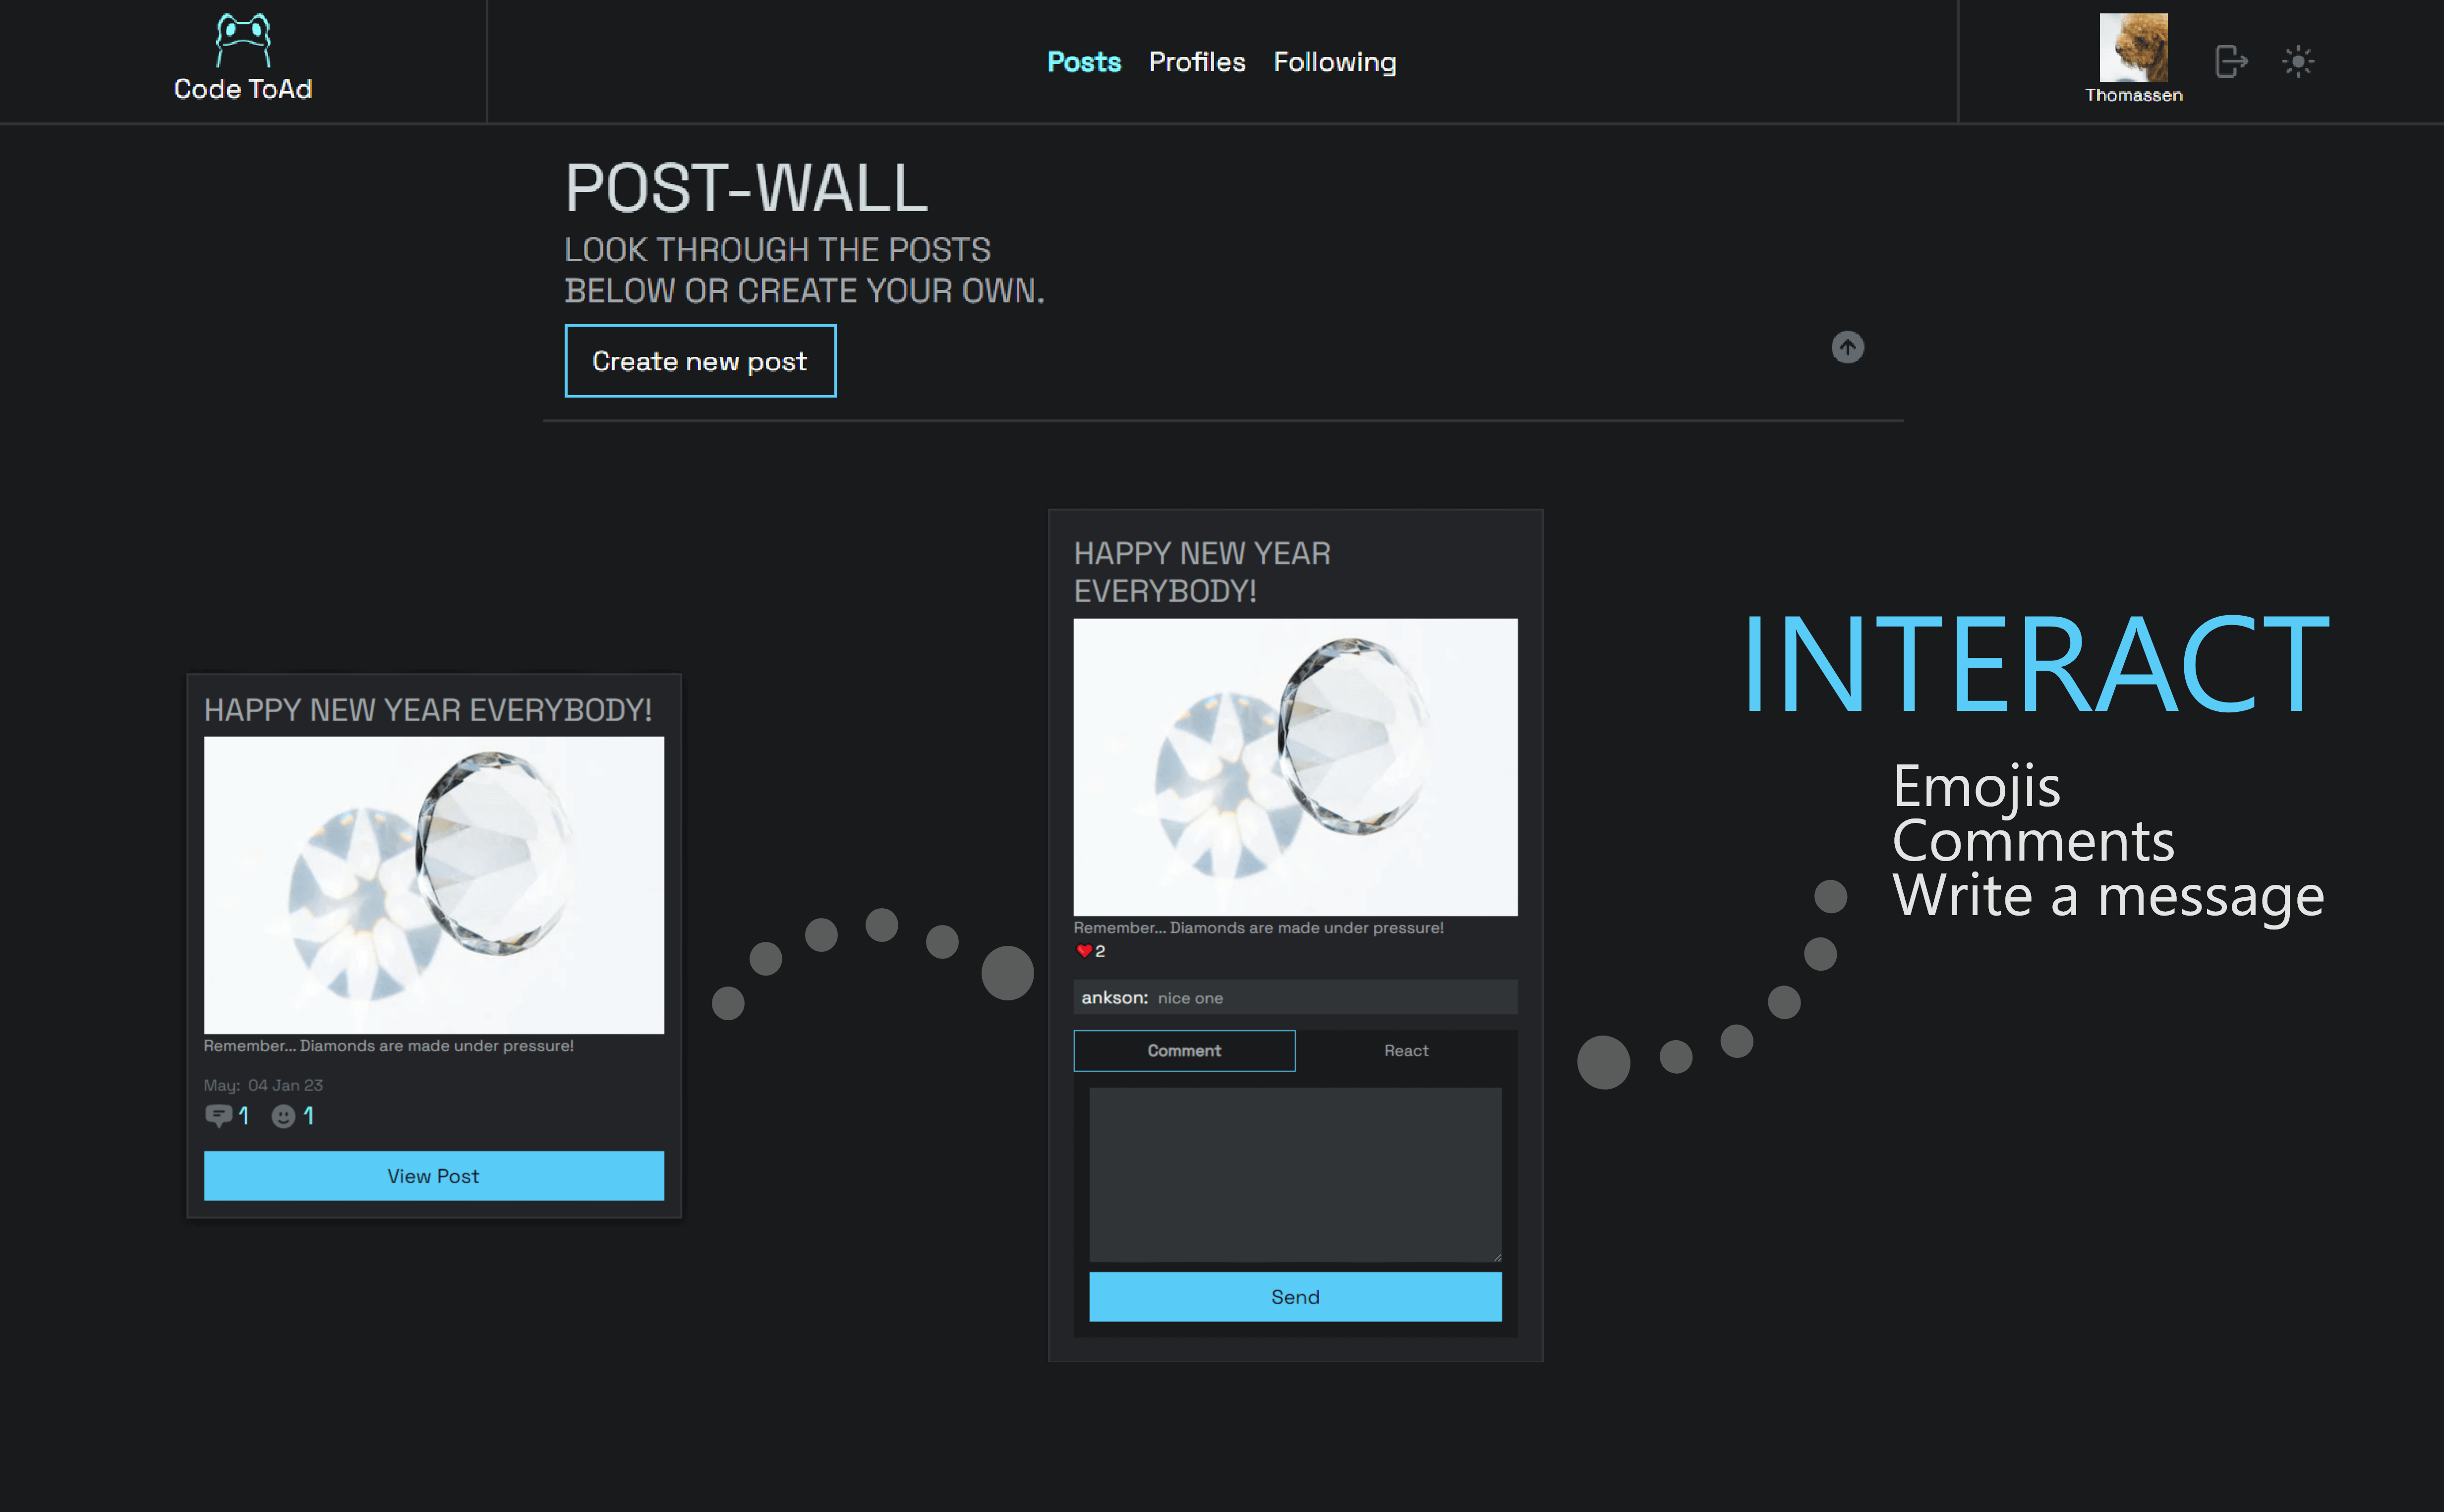 Code ToAd
Posts Profiles Following
Thomassen
POST-WALL
LOOK THROUGH THE POSTS
BELOW OR CREATE YOUR OWN.
Create new post
HAPPY NEW YEAR EVERYBODY!
Remember... Diamonds are made under pressure!
May: 04 Jan 23
1 1
View Post
HAPPY NEW YEAR
EVERYBODY!
Remember... Diamonds are made under pressure!
❤️2
ankson: nice one
Comment React
Send
INTERACT
Emojis
Comments
Write a message